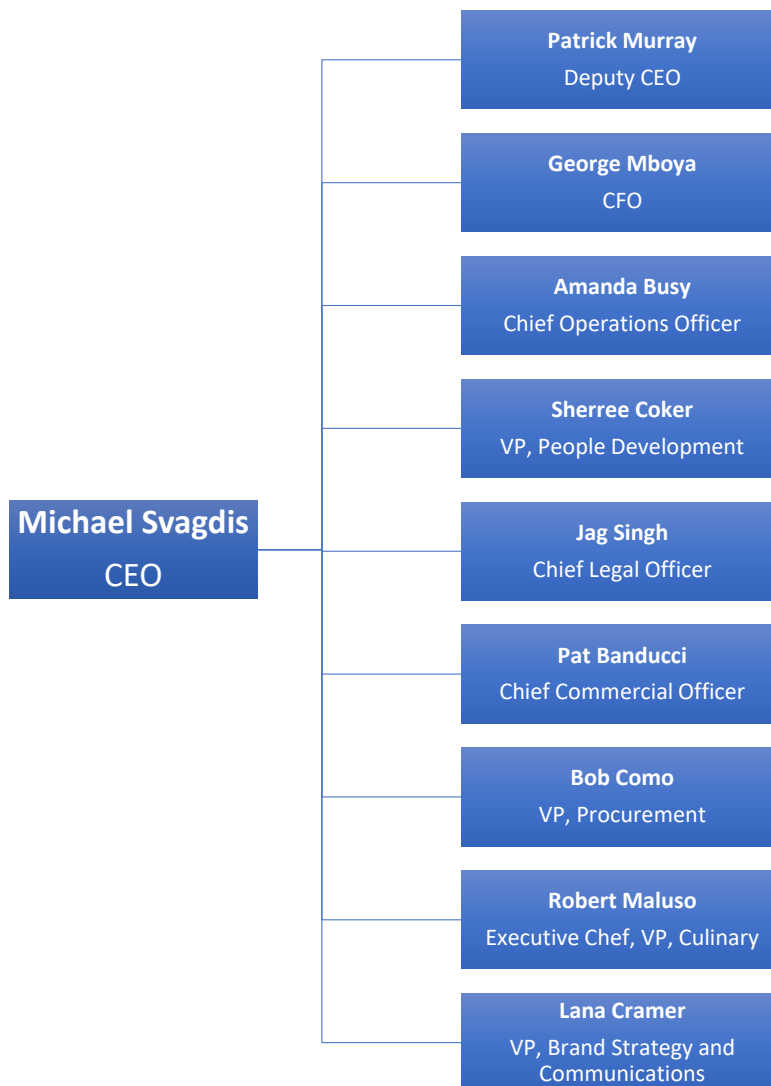 Patrick Murray
Deputy CEO
George Mboya
CFO
Amanda Busy
Chief Operations Officer
Sherree Coker
VP, People Development
Michael Svagdis
CEO
Jag Singh
Chief Legal Officer
Pat Banducci
Chief Commercial Officer
Bob Como
VP, Procurement
Robert Maluso
Executive Chef, VP, Culinary
Lana Cramer
VP, Brand Strategy and
Communications